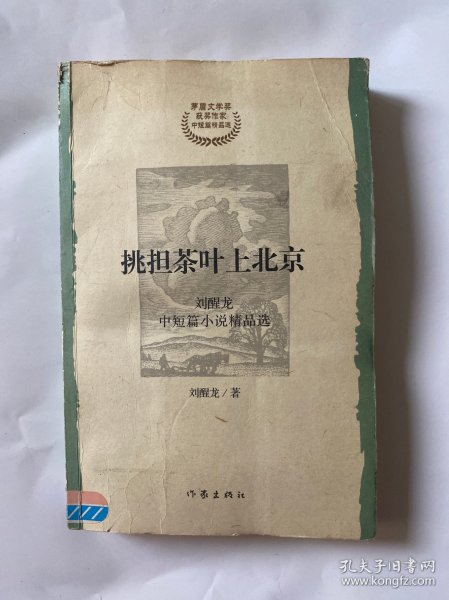 茅盾文学奖
获奖作家
中短篇精品选
挑担茶叶上北京
刘醒龙
中短篇小说精品选
刘醒龙／著
作家出版社
孔夫子旧书网
www.kongfz.com